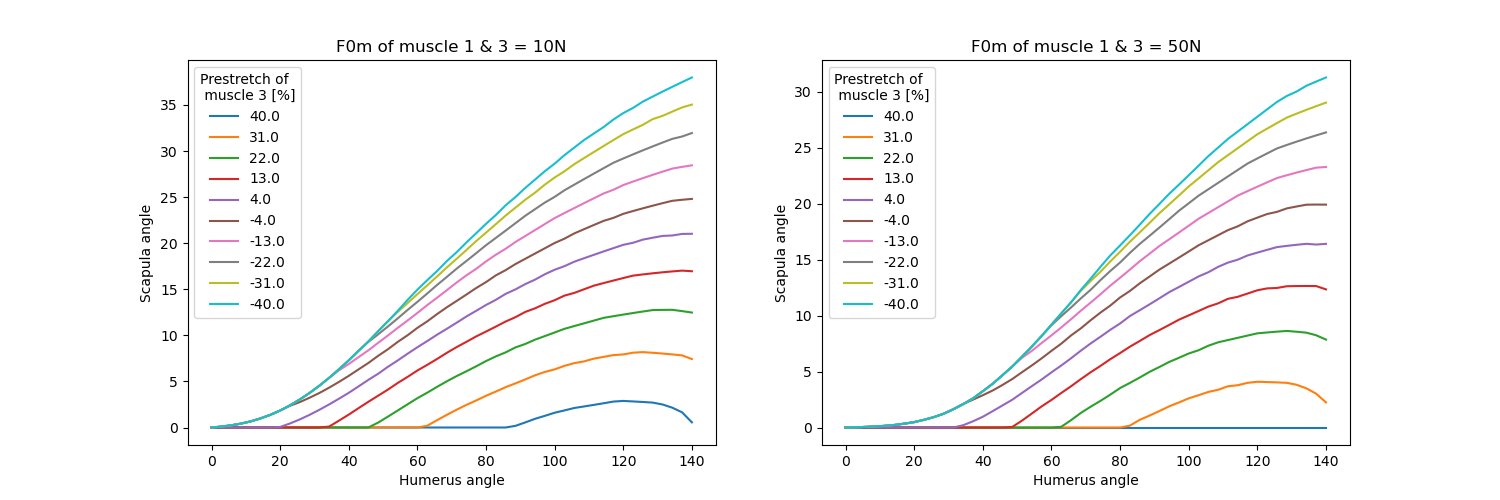 F0m of muscle 1 & 3 = 10N
Prestretch of
muscle 3 [%]
40.0
31.0
22.0
13.0
4.0
-4.0
-13.0
-22.0
-31.0
-40.0
Scapula angle
35
30
25
20
15
10
5
0
0 20 40 60 80 100 120 140
Humerus angle
F0m of muscle 1 & 3 = 50N
Prestretch of
muscle 3 [%]
40.0
31.0
22.0
13.0
4.0
-4.0
-13.0
-22.0
-31.0
-40.0
Scapula angle
30
25
20
15
10
5
0
0 20 40 60 80 100 120 140
Humerus angle